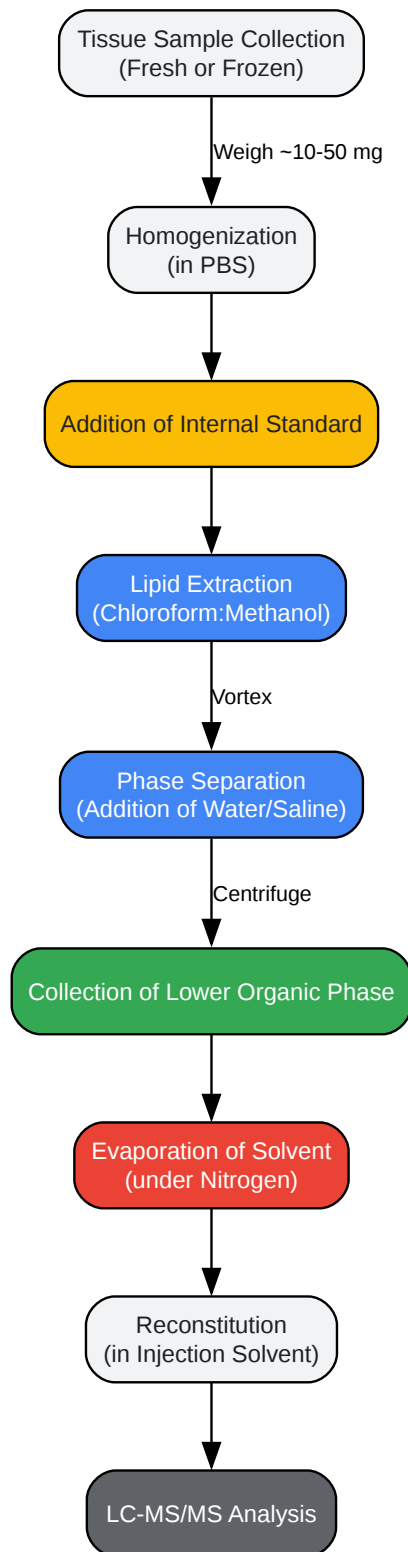 Tissue Sample Collection
(Fresh or Frozen)
Weigh ~10-50 mg
Homogenization
(in PBS)
Addition of Internal Standard
Lipid Extraction
(Chloroform:Methanol)
Vortex
Phase Separation
(Addition of Water/Saline)
Centrifuge
Collection of Lower Organic Phase
Evaporation of Solvent
(under Nitrogen)
Reconstitution
(in Injection Solvent)
LC-MS/MS Analysis